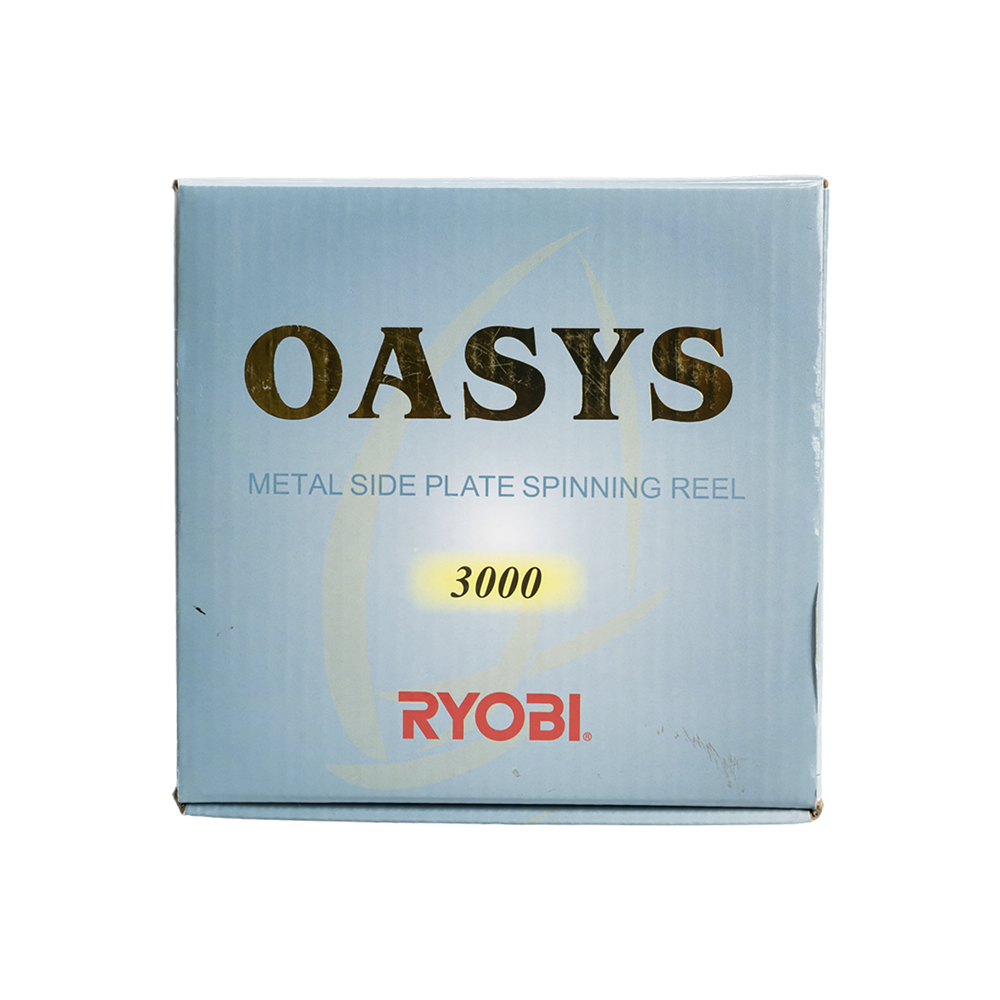 OASYS
METAL SIDE PLATE SPINNING REEL
3000
RYOBI®